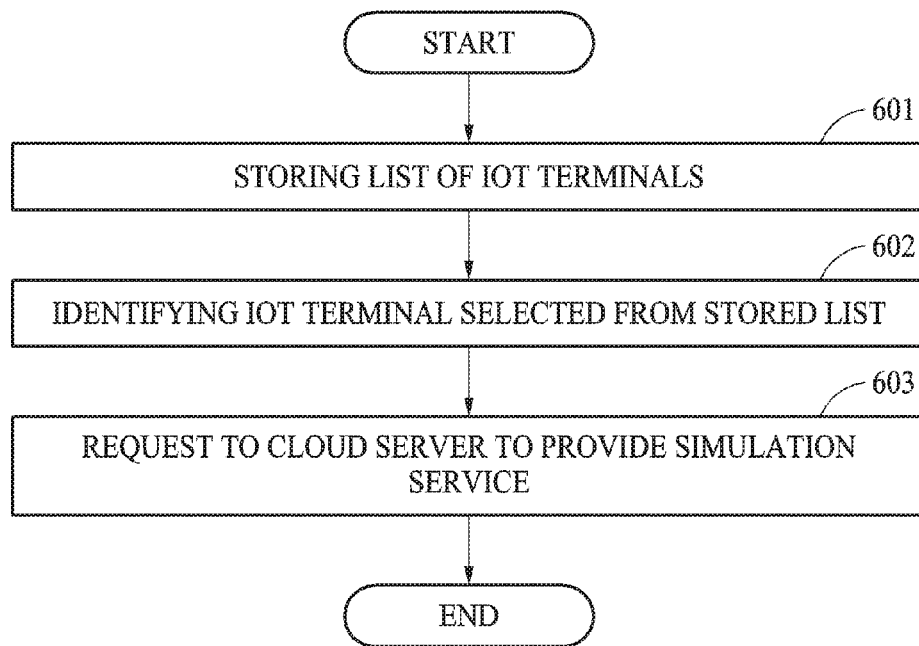 START
601
STORING LIST OF IOT TERMINALS
602
IDENTIFYING IOT TERMINAL SELECTED FROM STORED LIST
603
REQUEST TO CLOUD SERVER TO PROVIDE SIMULATION
SERVICE
END